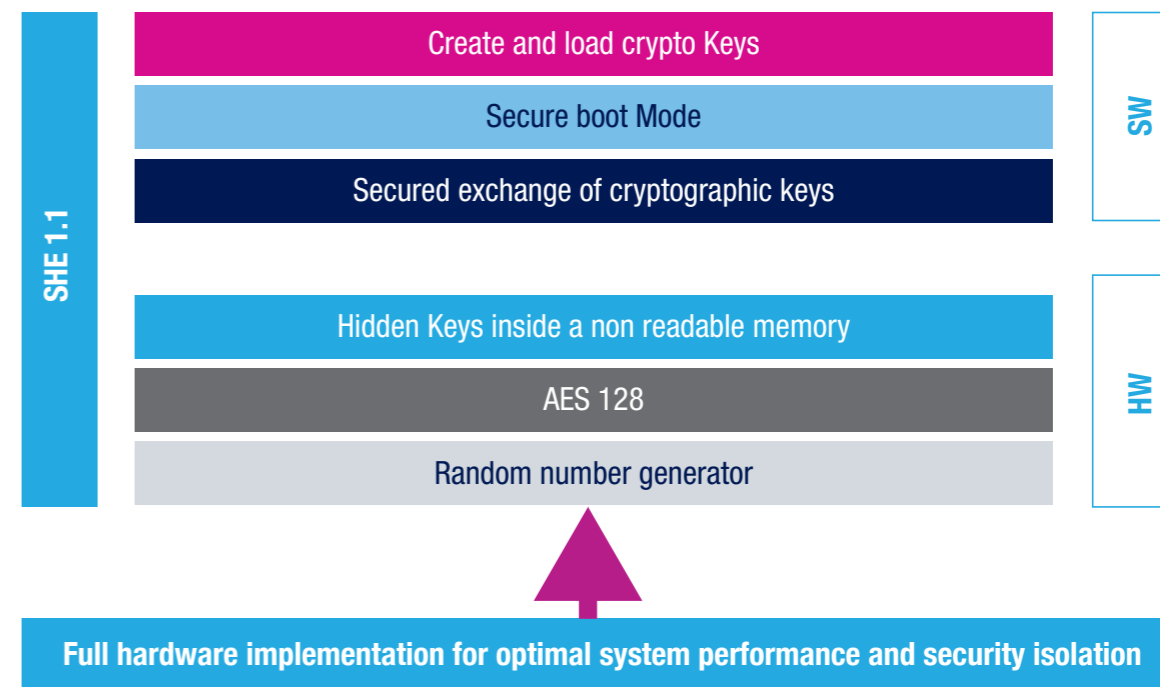 SHE 1.1
Create and load crypto Keys
Secure boot Mode
Secured exchange of cryptographic keys
SW
Hidden Keys inside a non readable memory
AES 128
Random number generator
HW
Full hardware implementation for optimal system performance and security isolation